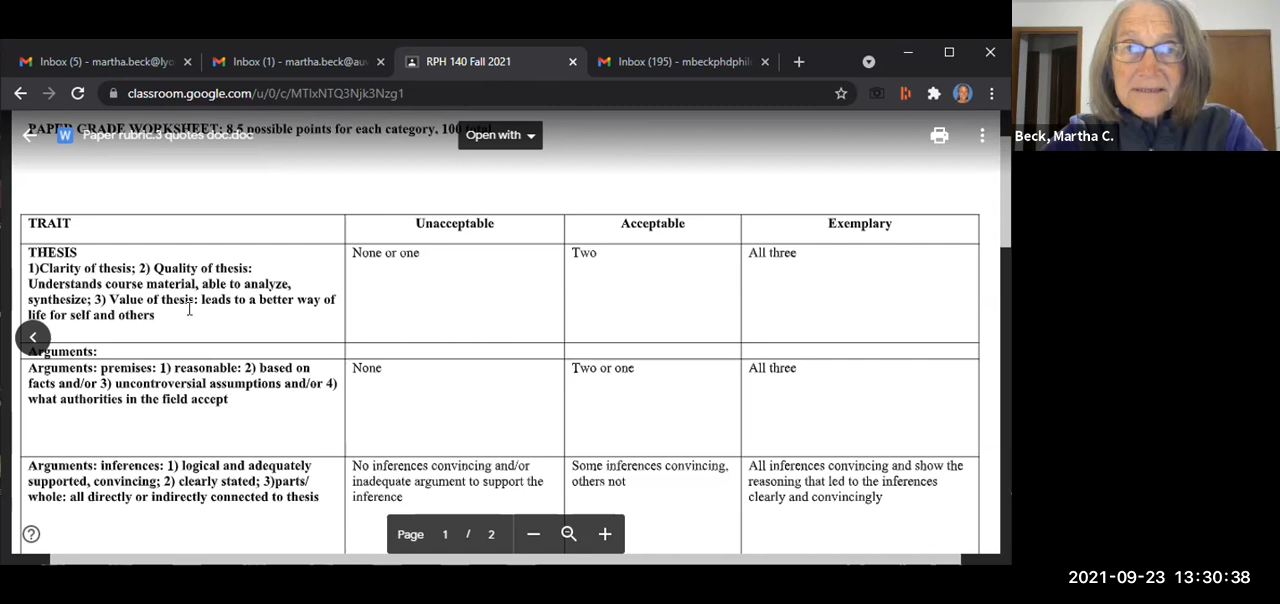 Inbox (5) - martha.beck@lyo
Inbox (1) - martha.beck@au
RPH 140 Fall 2021
Inbox (195) - mbeckphdphil
classroom.google.com/u/0/c/MTIxNTQ3Njk3Nzg1
Beck, Martha C.
PAPER GRADE WORKSHEET: 8.5 possible points for each category, 100 total
Paper rubric.3 quotes doc.doc
Open with
TRAIT
Unacceptable
Acceptable
Exemplary
THESIS
1)Clarity of thesis; 2) Quality of thesis:
Understands course material, able to analyze,
synthesize; 3) Value of thesis: leads to a better way of
life for self and others
None or one
Two
All three
Arguments:
Arguments: premises: 1) reasonable: 2) based on
facts and/or 3) uncontroversial assumptions and/or 4)
what authorities in the field accept
None
Two or one
All three
Arguments: inferences: 1) logical and adequately
supported, convincing; 2) clearly stated; 3)parts/
whole: all directly or indirectly connected to thesis
No inferences convincing and/or
inadequate argument to support the
inference
Some inferences convincing,
others not
All inferences convincing and show the
reasoning that led to the inferences
clearly and convincingly
Page 1 / 2
2021-09-23 13:30:38